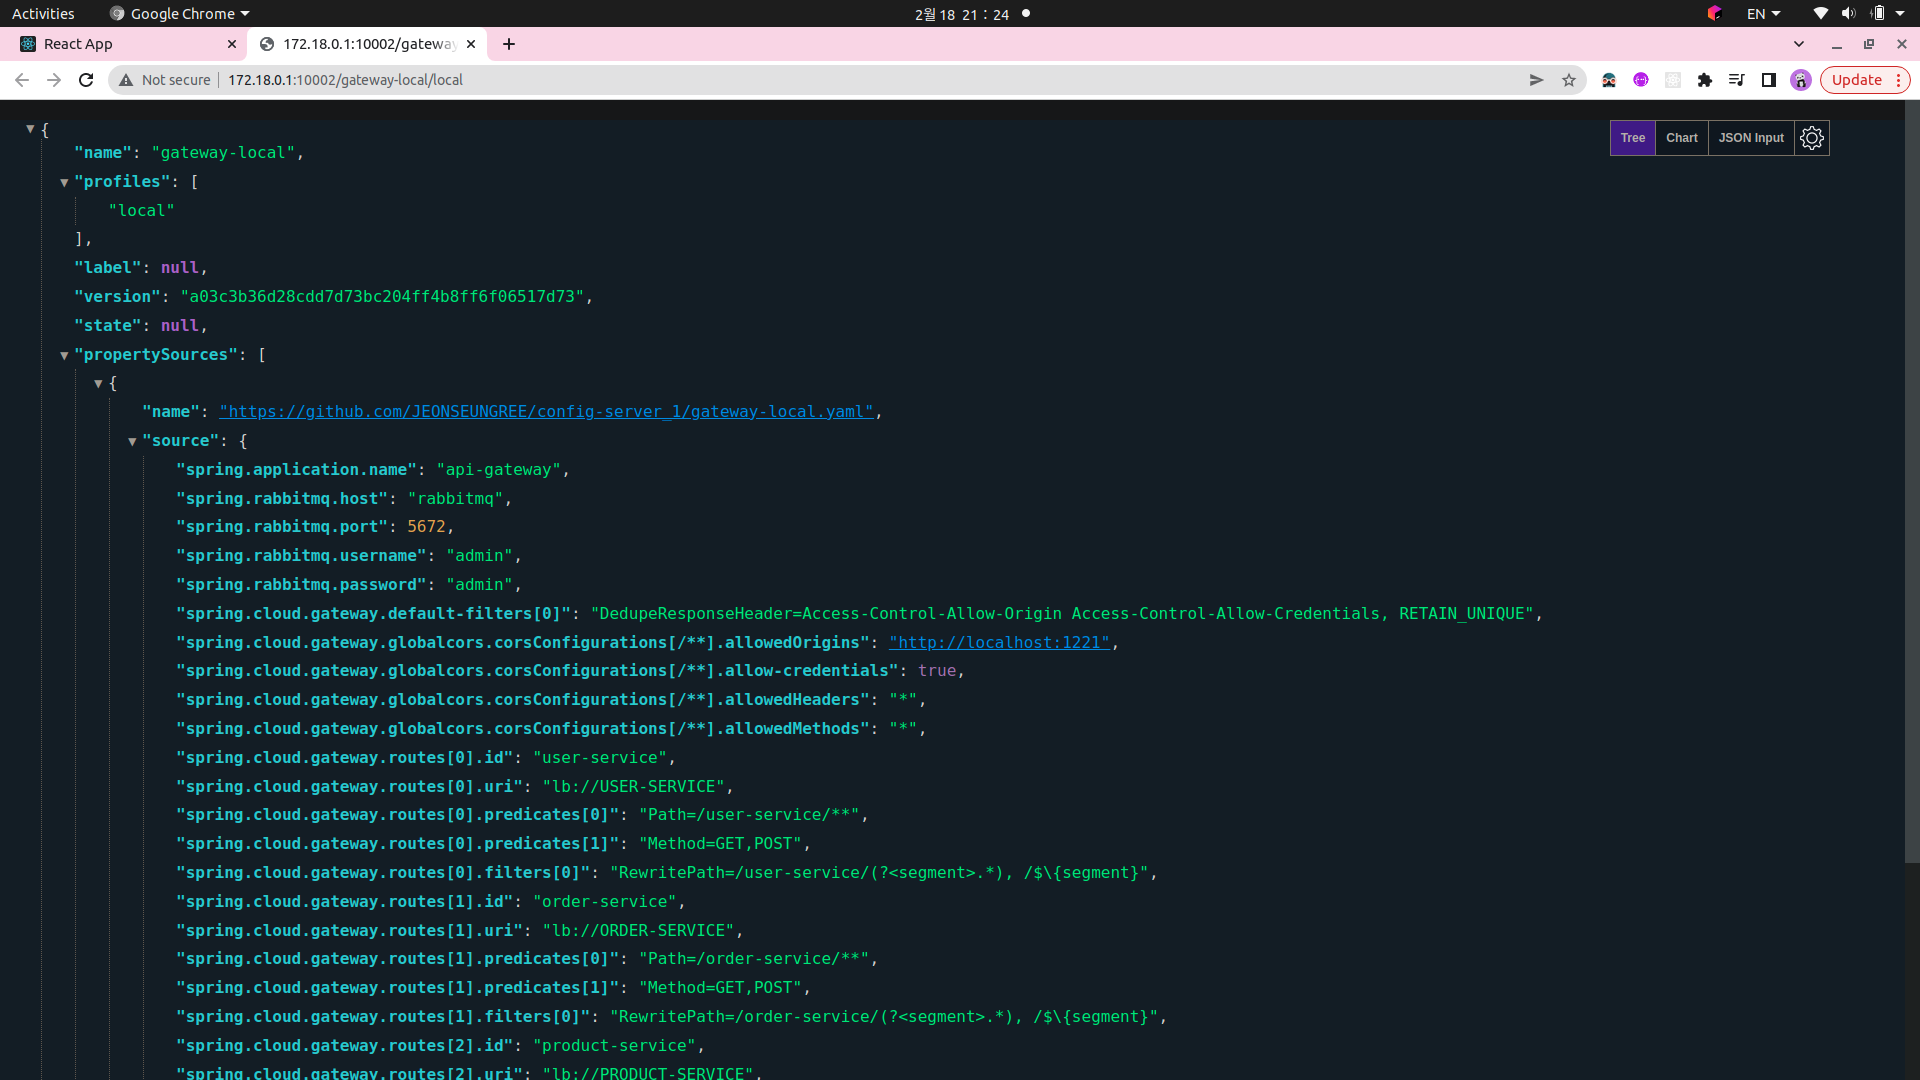 Activities Google Chrome 2월 18 21 : 24 EN
React App 172.18.0.1:10002/gateway
Not secure 172.18.0.1:10002/gateway-local/local Update
Tree Chart JSON Input
{
"name": "gateway-local",
"profiles": [
"local"
],
"label": null,
"version": "a03c3b36d28cdd7d73bc204ff4b8ff6f06517d73",
"state": null,
"propertySources": [
{
"name": "https://github.com/JEONSEUNGREE/config-server_1/gateway-local.yaml",
"source": {
"spring.application.name": "api-gateway",
"spring.rabbitmq.host": "rabbitmq",
"spring.rabbitmq.port": 5672,
"spring.rabbitmq.username": "admin",
"spring.rabbitmq.password": "admin",
"spring.cloud.gateway.default-filters[0]": "DedupeResponseHeader=Access-Control-Allow-Origin Access-Control-Allow-Credentials, RETAIN_UNIQUE",
"spring.cloud.gateway.globalcors.corsConfigurations[/**].allowedOrigins": "http://localhost:1221",
"spring.cloud.gateway.globalcors.corsConfigurations[/**].allow-credentials": true,
"spring.cloud.gateway.globalcors.corsConfigurations[/**].allowedHeaders": "*",
"spring.cloud.gateway.globalcors.corsConfigurations[/**].allowedMethods": "*",
"spring.cloud.gateway.routes[0].id": "user-service",
"spring.cloud.gateway.routes[0].uri": "lb://USER-SERVICE",
"spring.cloud.gateway.routes[0].predicates[0]": "Path=/user-service/**",
"spring.cloud.gateway.routes[0].predicates[1]": "Method=GET,POST",
"spring.cloud.gateway.routes[0].filters[0]": "RewritePath=/user-service/(?<segment>.*), /$\{segment}",
"spring.cloud.gateway.routes[1].id": "order-service",
"spring.cloud.gateway.routes[1].uri": "lb://ORDER-SERVICE",
"spring.cloud.gateway.routes[1].predicates[0]": "Path=/order-service/**",
"spring.cloud.gateway.routes[1].predicates[1]": "Method=GET,POST",
"spring.cloud.gateway.routes[1].filters[0]": "RewritePath=/order-service/(?<segment>.*), /$\{segment}",
"spring.cloud.gateway.routes[2].id": "product-service",
"spring.cloud.gateway.routes[2].uri": "lb://PRODUCT-SERVICE",